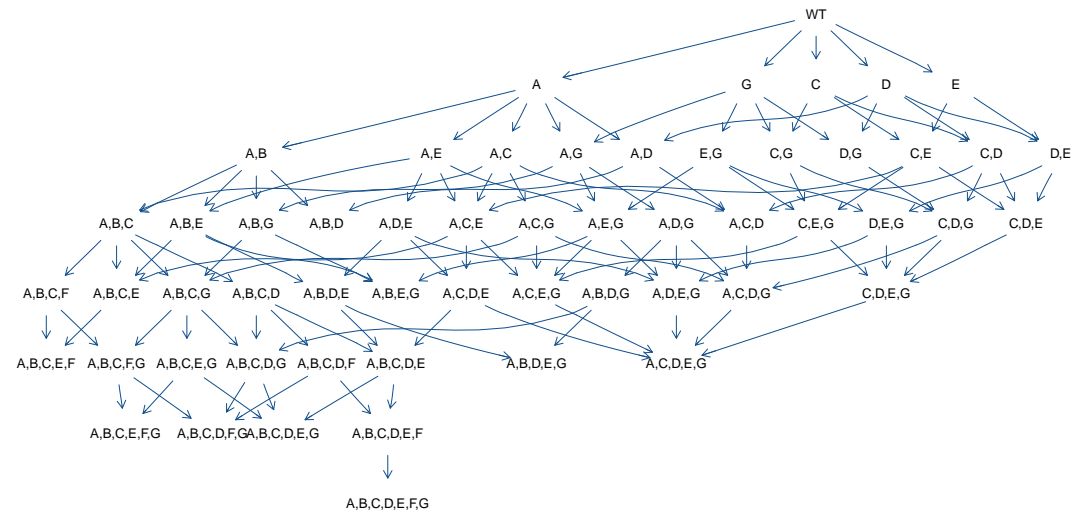 WT
A G C D E
A,B A,E A,C A,G A,D E,G C,G D,G C,E C,D D,E
A,B,C A,B,E A,B,G A,B,D A,D,E A,C,E A,C,G A,E,G A,D,G A,C,D C,E,G D,E,G C,D,G C,D,E
A,B,C,F A,B,C,E A,B,C,G A,B,C,D A,B,D,E A,B,E,G A,C,D,E A,C,E,G A,B,D,G A,D,E,G A,C,D,G C,D,E,G
A,B,C,E,F A,B,C,F,G A,B,C,E,G A,B,C,D,G A,B,C,D,F A,B,C,D,E A,B,D,E,G A,C,D,E,G
A,B,C,E,F,G A,B,C,D,F,G A,B,C,D,E,G A,B,C,D,E,F
A,B,C,D,E,F,G